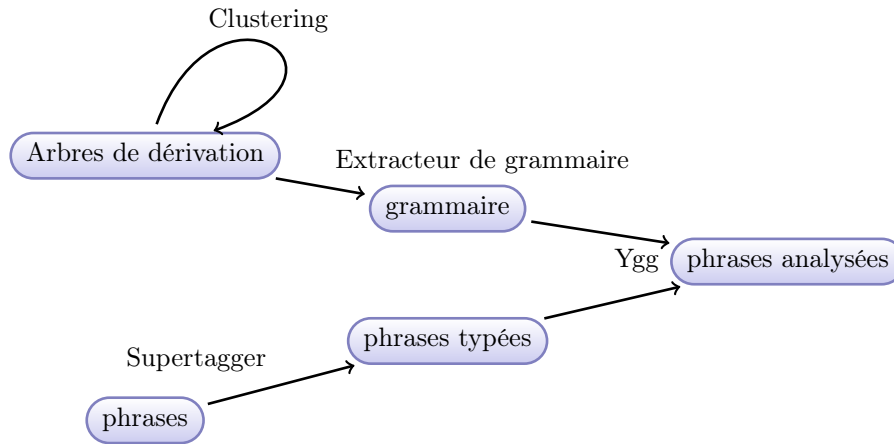 Clustering
Arbres de dérivation
Extracteur de grammaire
grammaire
Ygg
phrases analysées
phrases typées
Supertagger
phrases